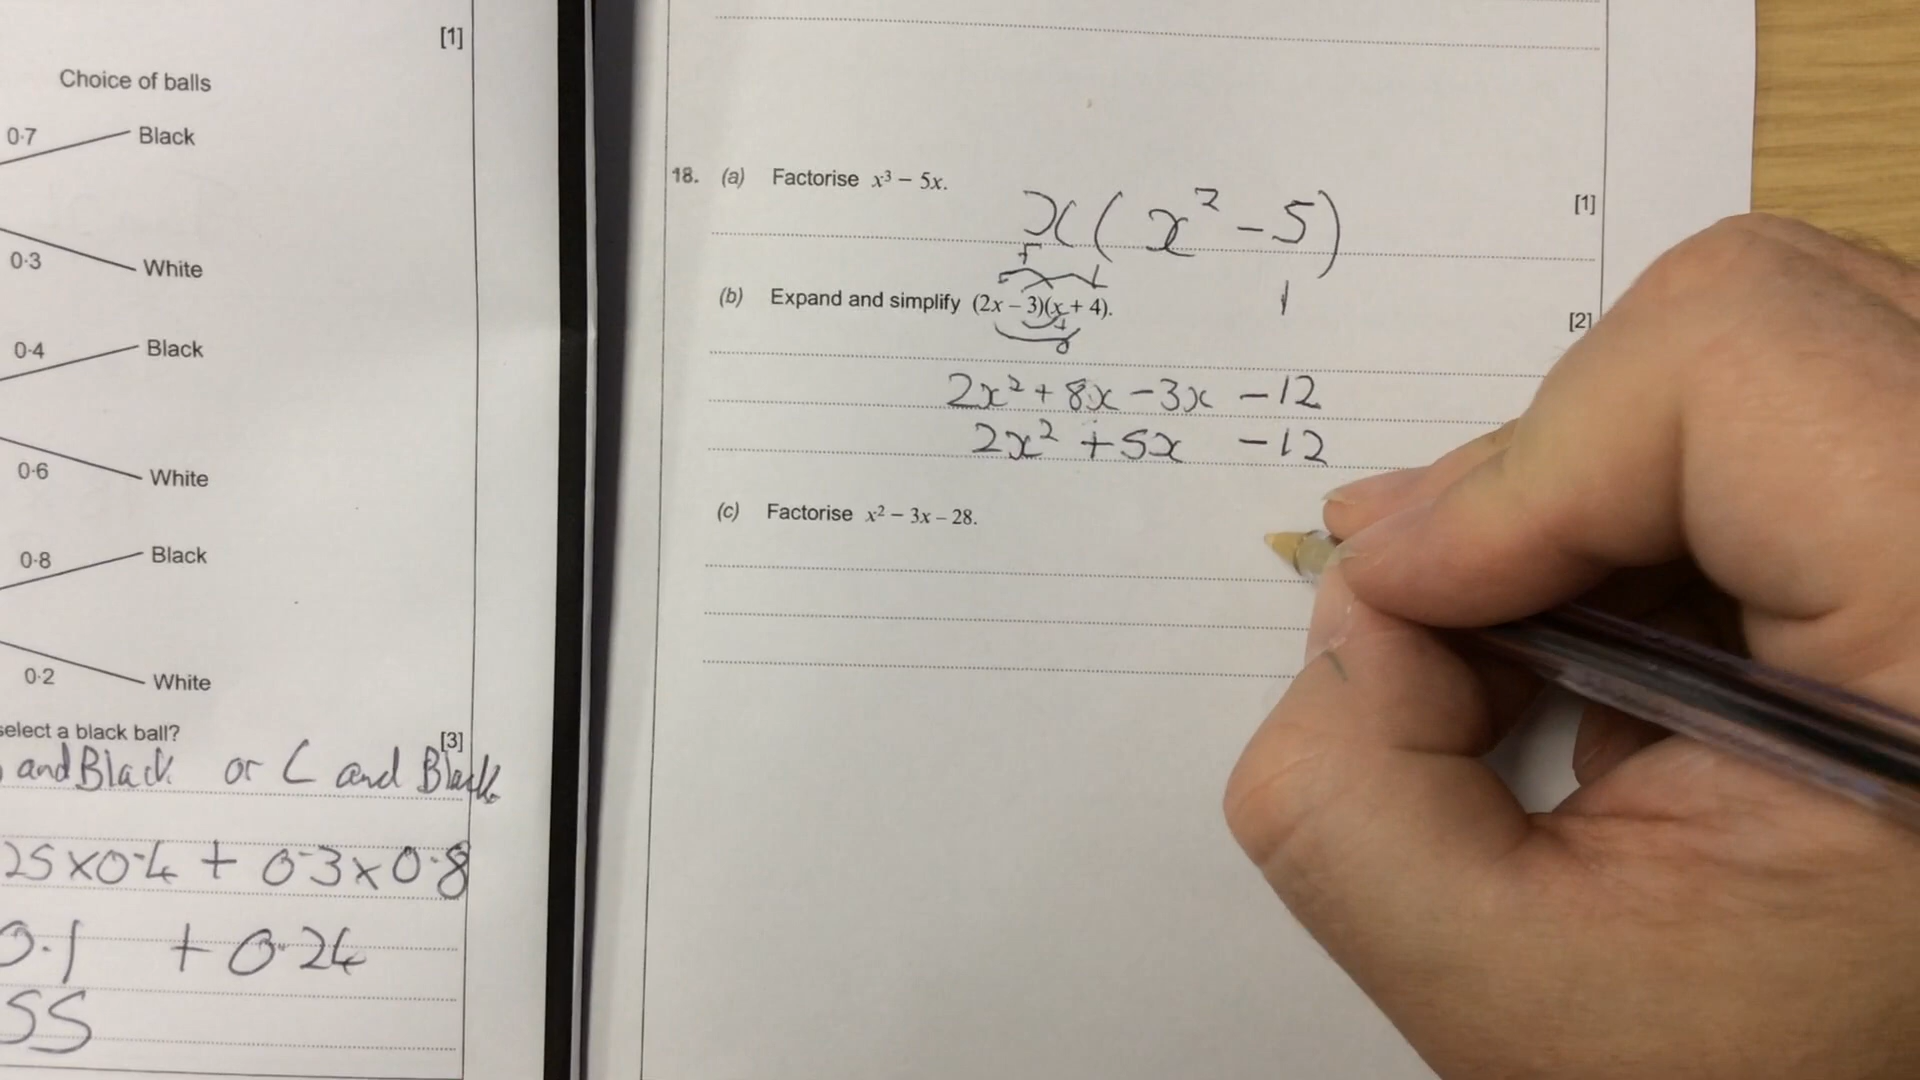 [1]
Choice of balls
0·7 Black
0·3 White
0·4 Black
0·6 White
0·8 Black
0·2 White
select a black ball?
[3]
and Black or C and Black
25 x 0·4 + 0·3 x 0·8
0·1 + 0·24
18. (a) Factorise x³ – 5x.
[1]
x(x² - 5)
(b) Expand and simplify (2x – 3)(x + 4).
[2]
2x² + 8x - 3x - 12
2x² + 5x - 12
(c) Factorise x² – 3x – 28.